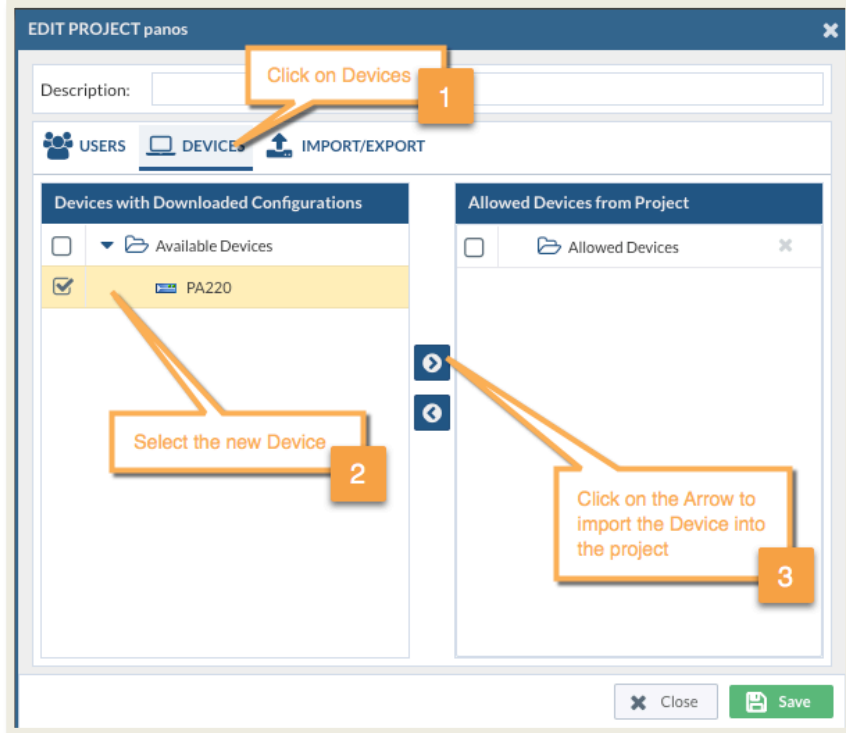 EDIT PROJECT panos
Click on Devices
1
Description:
USERS
DEVICES
IMPORT/EXPORT
Devices with Downloaded Configurations
Allowed Devices from Project
Available Devices
Allowed Devices
PA220
Select the new Device
2
Click on the Arrow to
import the Device into
the project
3
Close
Save